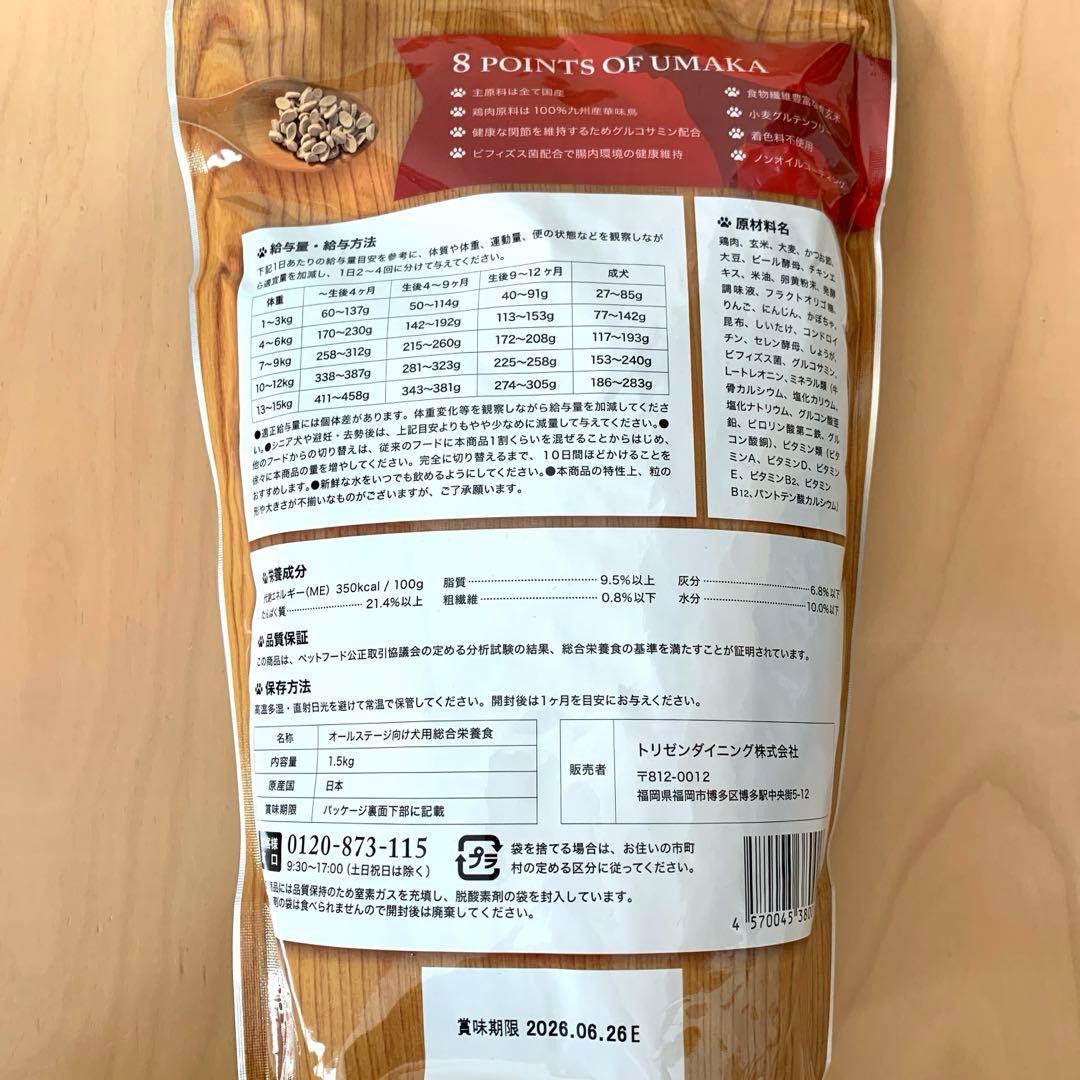 8 POINTS OF UMAKA
主原料は全て国産
鶏肉原料は100%九州産華味鳥
健康な関節を維持するためグルコサミン配合
ビフィズス菌配合で腸内環境の健康維持
食物繊維豊富な玄米
小麦グルテンフリー
着色料不使用
ノンオイルコーティング
給与量・給与方法
下記1日あたりの給与量目安を参考に、体質や体重、運動量、便の状態などを観察しなが
ら適宜量を加減し、1日2〜4回に分けて与えてください。
体重 〜生後4ヶ月 生後4〜9ヶ月 生後9〜12ヶ月 成犬
1〜3kg 60〜137g 50〜114g 40〜91g 27〜85g
4〜6kg 170〜230g 142〜192g 113〜153g 77〜142g
7〜9kg 258〜312g 215〜260g 172〜208g 117〜193g
10〜12kg 338〜387g 281〜323g 225〜258g 153〜240g
13〜15kg 411〜458g 343〜381g 274〜305g 186〜283g
●適正給与量には個体差があります。体重変化等を観察しながら給与量を加減してくださ
い。●シニア犬や避妊・去勢後は、上記目安よりもやや少なめに減量して与えてください。●
他のフードからの切り替えは、従来のフードに本商品1割くらいを混ぜることからはじめ、
徐々に本商品の量を増やしてください。完全に切り替えるまで、10日間ほどかけることを
おすすめします。●新鮮な水をいつでも飲めるようにしてください。●本商品の特性上、粒の
形や大きさが不揃いなものがございますが、ご了承願います。
原材料名
鶏肉、玄米、大麦、かつお節、
大豆、ビール酵母、チキンエ
キス、米油、卵黄粉末、発酵
調味液、フラクトオリゴ糖、
りんご、にんじん、かぼちゃ、
昆布、しいたけ、コンドロイ
チン、セレン酵母、しょうが、
ビフィズス菌、グルコサミン、
L-トレオニン、ミネラル類（牛
骨カルシウム、塩化カリウム、
塩化ナトリウム、グルコン酸亜
鉛、ピロリン酸第二鉄、グル
コン酸銅）、ビタミン類（ビタ
ミンA、ビタミンD、ビタミン
E、ビタミンB2、ビタミン
B12、パントテン酸カルシウム）
栄養成分
代謝エネルギー（ME） 350kcal / 100g
たんぱく質 21.4%以上
脂質 9.5%以上
粗繊維 0.8%以下
灰分 6.8%以下
水分 10.0%以下
品質保証
この商品は、ペットフード公正取引協議会の定める分析試験の結果、総合栄養食の基準を満たすことが証明されています。
保存方法
高温多湿・直射日光を避けて常温で保管してください。開封後は1ヶ月を目安にお与えください。
名称 オールステージ向け犬用総合栄養食
内容量 1.5kg
原産国 日本
賞味期限 パッケージ裏面下部に記載
販売者
トリゼンダイニング株式会社
〒812-0012
福岡県福岡市博多区博多駅中央街5-12
客様
口
0120-873-115
9:30〜17:00（土日祝日は除く）
プラ
袋を捨てる場合は、お住いの市町
村の定める区分に従ってください。
商品には品質保持のため窒素ガスを充填し、脱酸素剤の袋を封入しています。
剤の袋は食べられませんので開封後は廃棄してください。
4 570045 380
賞味期限 2026.06.26E